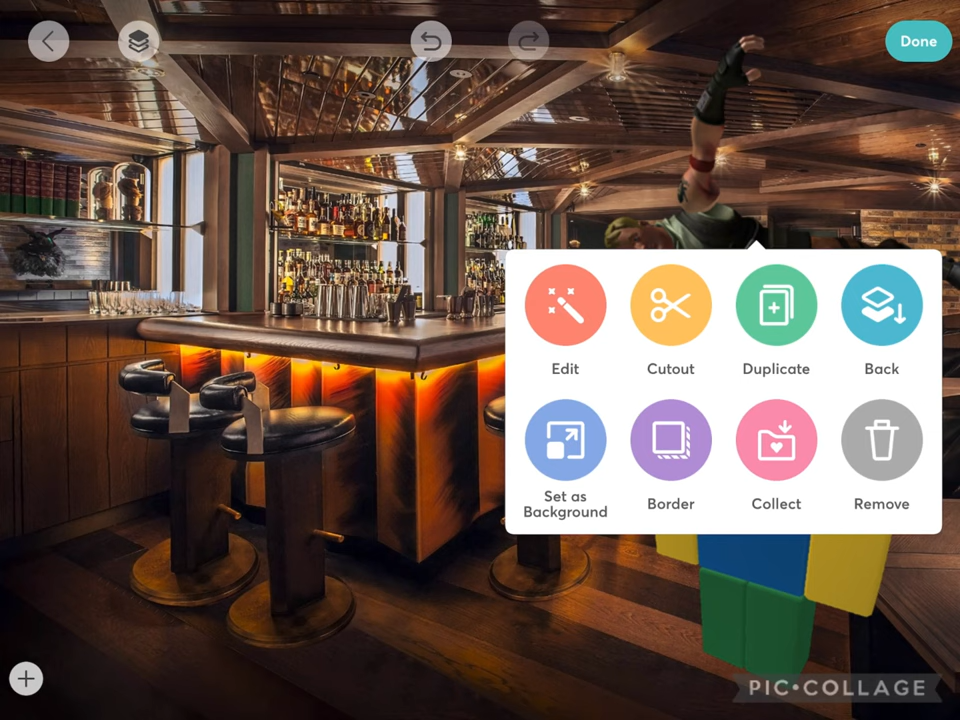 Done
Edit
Cutout
Duplicate
Back
Set as
Background
Border
Collect
Remove
PIC•COLLAGE